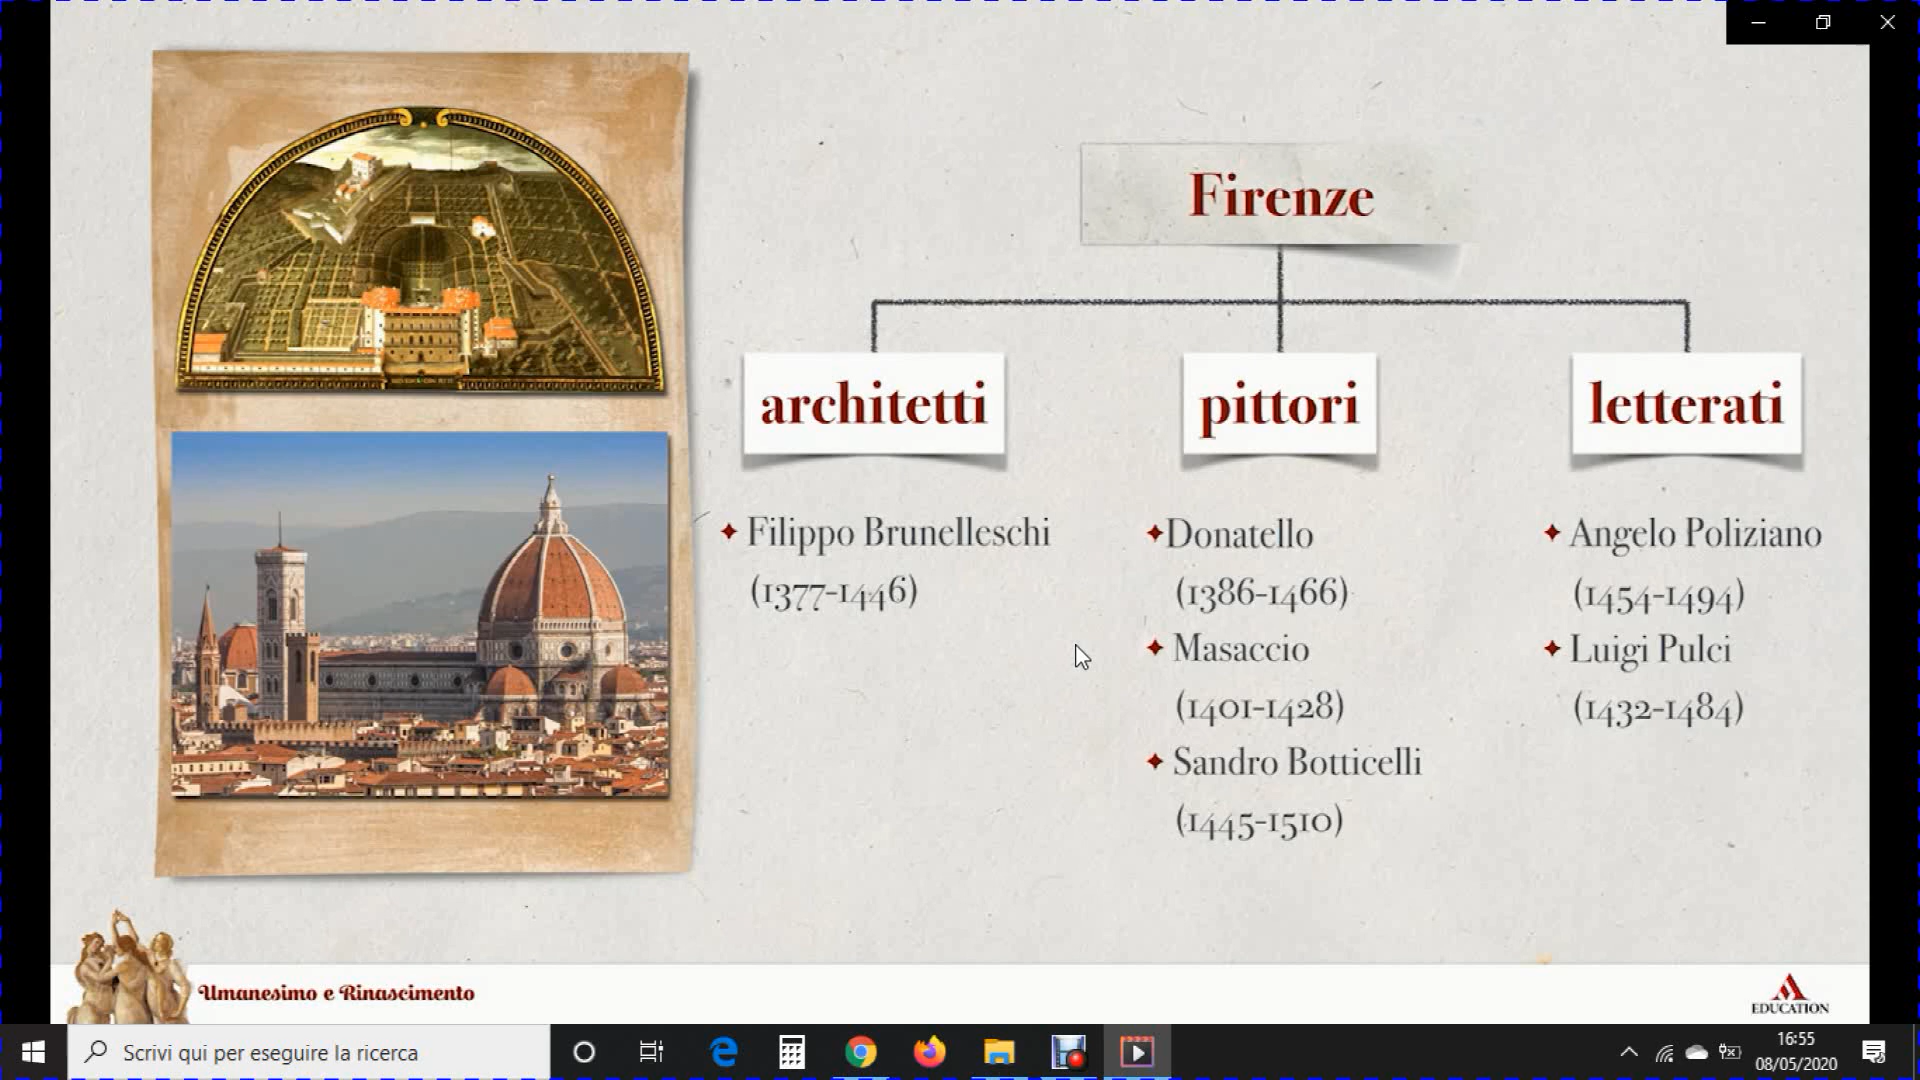 Firenze
architetti
pittori
letterati
Filippo Brunelleschi
(1377-1446)
Donatello
(1386-1466)
Masaccio
(1401-1428)
Sandro Botticelli
(1445-1510)
Angelo Poliziano
(1454-1494)
Luigi Pulci
(1432-1484)
Umanesimo e Rinascimento
EDUCATION
Scrivi qui per eseguire la ricerca
16:55
08/05/2020